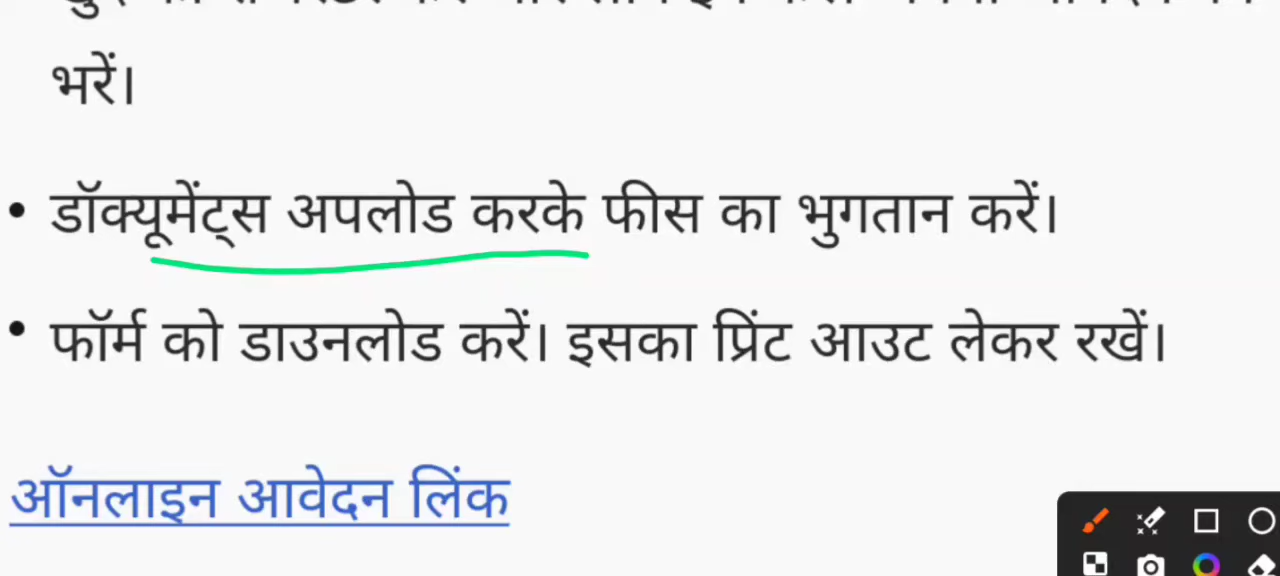 भरें।
• डॉक्यूमेंट्स अपलोड करके फीस का भुगतान करें।
• फॉर्म को डाउनलोड करें। इसका प्रिंट आउट लेकर रखें।
ऑनलाइन आवेदन लिंक